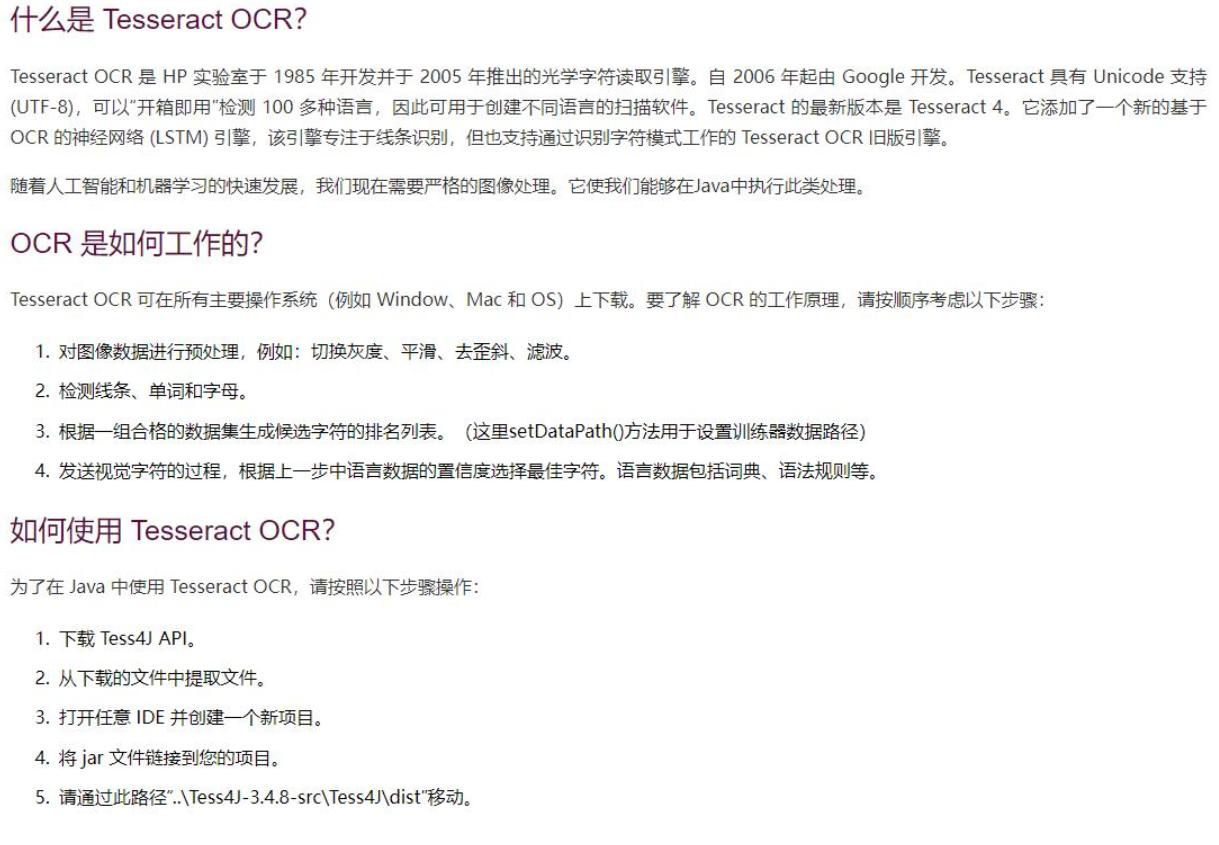 什么是 Tesseract OCR？
Tesseract OCR 是 HP 实验室于 1985 年开发并于 2005 年推出的光学字符读取引擎。自 2006 年起由 Google 开发。Tesseract 具有 Unicode 支持
(UTF-8)，可以“开箱即用”检测 100 多种语言，因此可用于创建不同语言的扫描软件。Tesseract 的最新版本是 Tesseract 4。它添加了一个新的基于
OCR 的神经网络 (LSTM) 引擎，该引擎专注于线条识别，但也支持通过识别字符模式工作的 Tesseract OCR 旧版引擎。
随着人工智能和机器学习的快速发展，我们现在需要严格的图像处理。它使我们能够在Java中执行此类处理。
OCR 是如何工作的？
Tesseract OCR 可在所有主要操作系统（例如 Window、Mac 和 OS）上下载。要了解 OCR 的工作原理，请按顺序考虑以下步骤：
1. 对图像数据进行预处理，例如：切换灰度、平滑、去歪斜、滤波。
2. 检测线条、单词和字母。
3. 根据一组合格的数据集生成候选字符的排名列表。（这里setDataPath()方法用于设置训练器数据路径）
4. 发送视觉字符的过程，根据上一步中语言数据的置信度选择最佳字符。语言数据包括词典、语法规则等。
如何使用 Tesseract OCR？
为了在 Java 中使用 Tesseract OCR，请按照以下步骤操作：
1. 下载 Tess4J API。
2. 从下载的文件中提取文件。
3. 打开任意 IDE 并创建一个新项目。
4. 将 jar 文件链接到您的项目。
5. 请通过此路径“..\Tess4J-3.4.8-src\Tess4J\dist”移动。